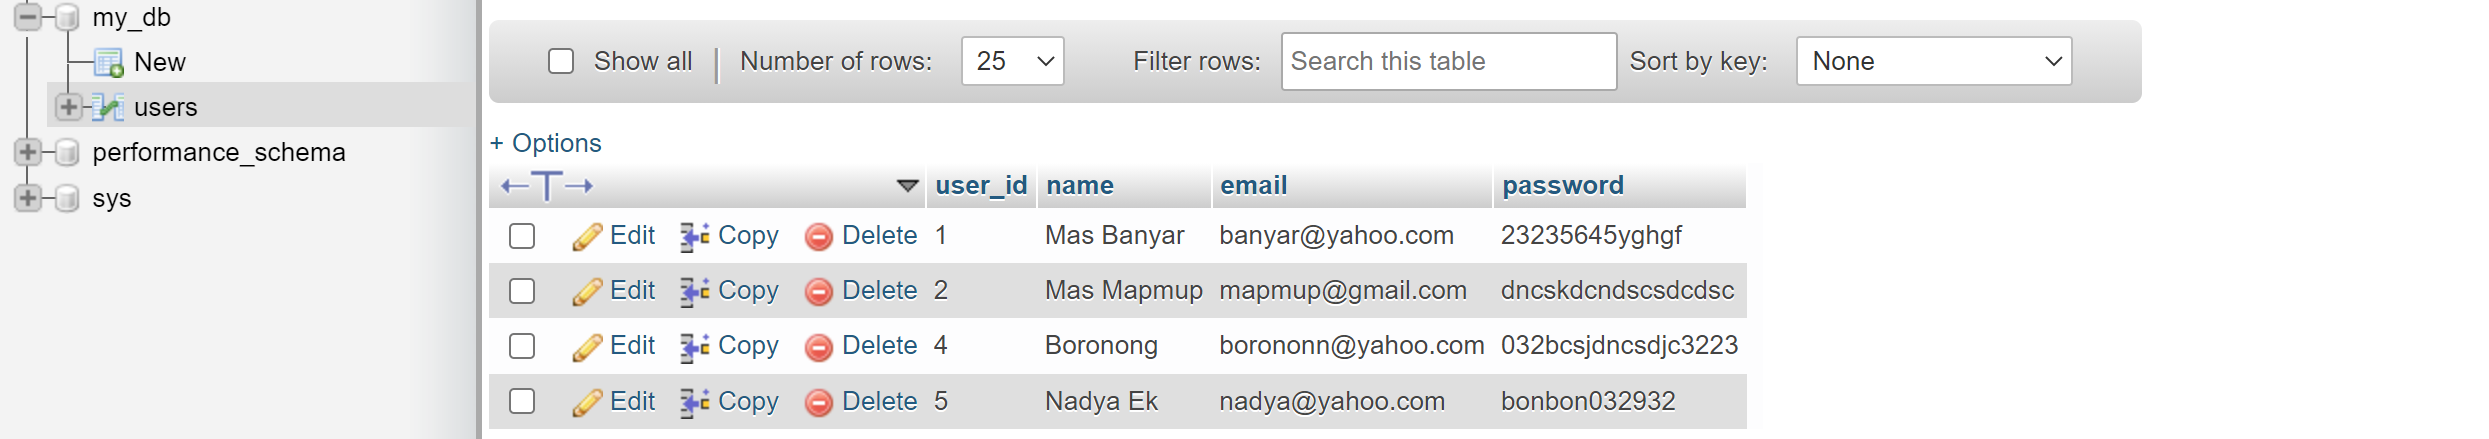 my_db
New
users
performance_schema
sys
Show all | Number of rows: 25 Filter rows: Search this table Sort by key: None
+ Options
←T→ user_id name email password
Edit Copy Delete 1 Mas Banyar banyar@yahoo.com 23235645yghgf
Edit Copy Delete 2 Mas Mapmup mapmup@gmail.com dncskdcndscsdcdsc
Edit Copy Delete 4 Boronong borononn@yahoo.com 032bcsjdncsdjc3223
Edit Copy Delete 5 Nadya Ek nadya@yahoo.com bonbon032932